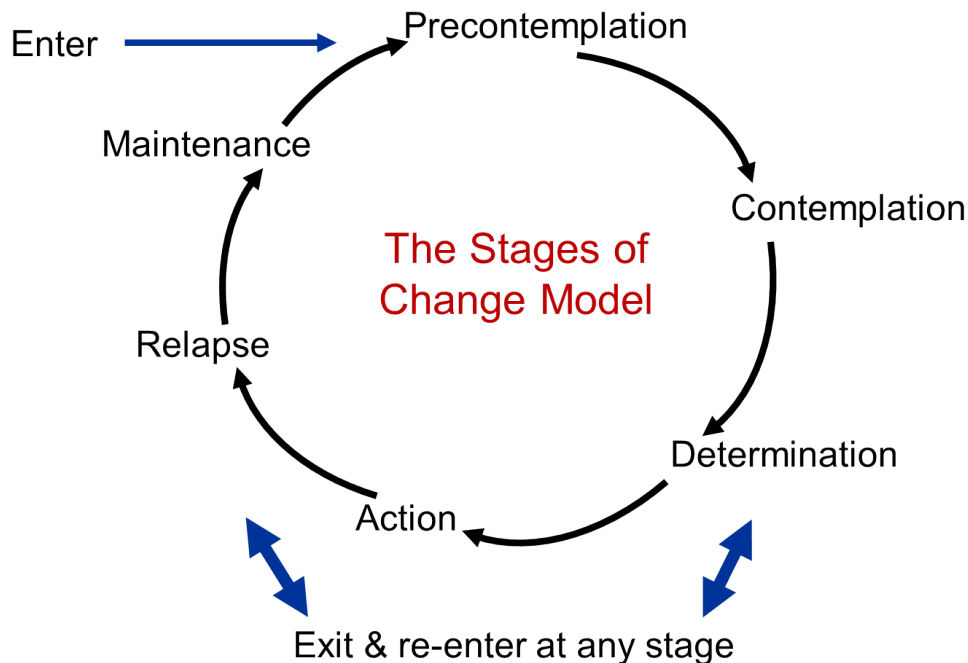 Enter
Precontemplation
Maintenance
Contemplation
The Stages of
Change Model
Relapse
Determination
Action
Exit & re-enter at any stage